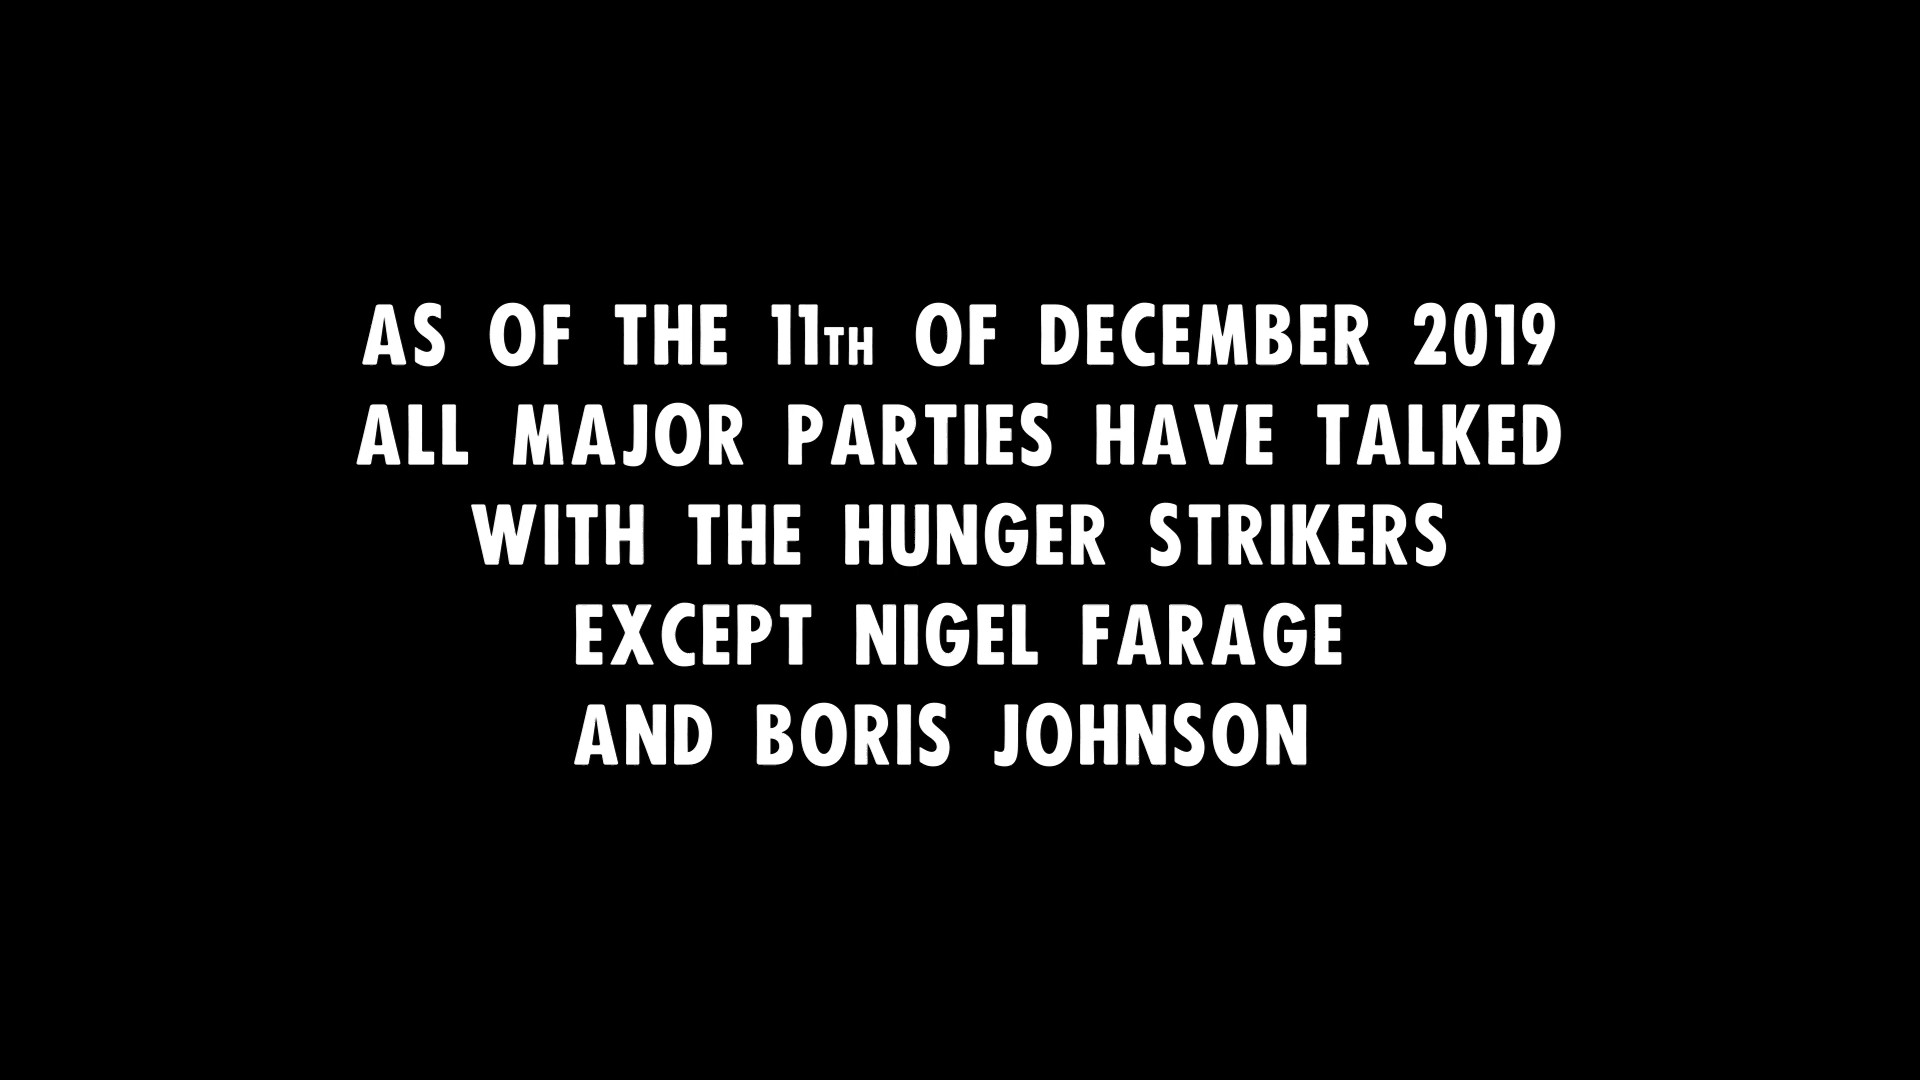 AS OF THE 11TH OF DECEMBER 2019
ALL MAJOR PARTIES HAVE TALKED
WITH THE HUNGER STRIKERS
EXCEPT NIGEL FARAGE
AND BORIS JOHNSON